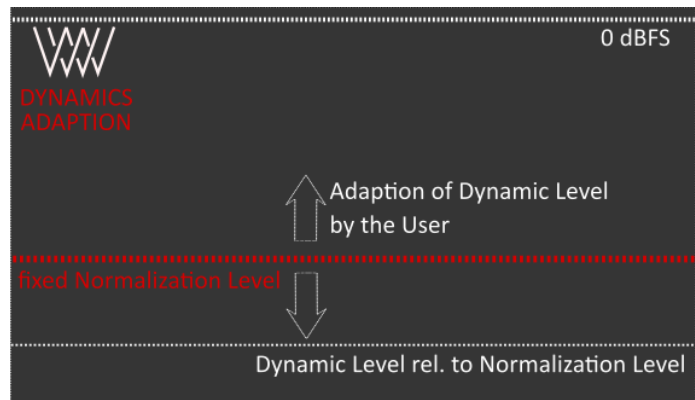 0 dBFS
DYNAMICS
ADAPTION
Adaption of Dynamic Level
by the User
fixed Normalization Level
Dynamic Level rel. to Normalization Level